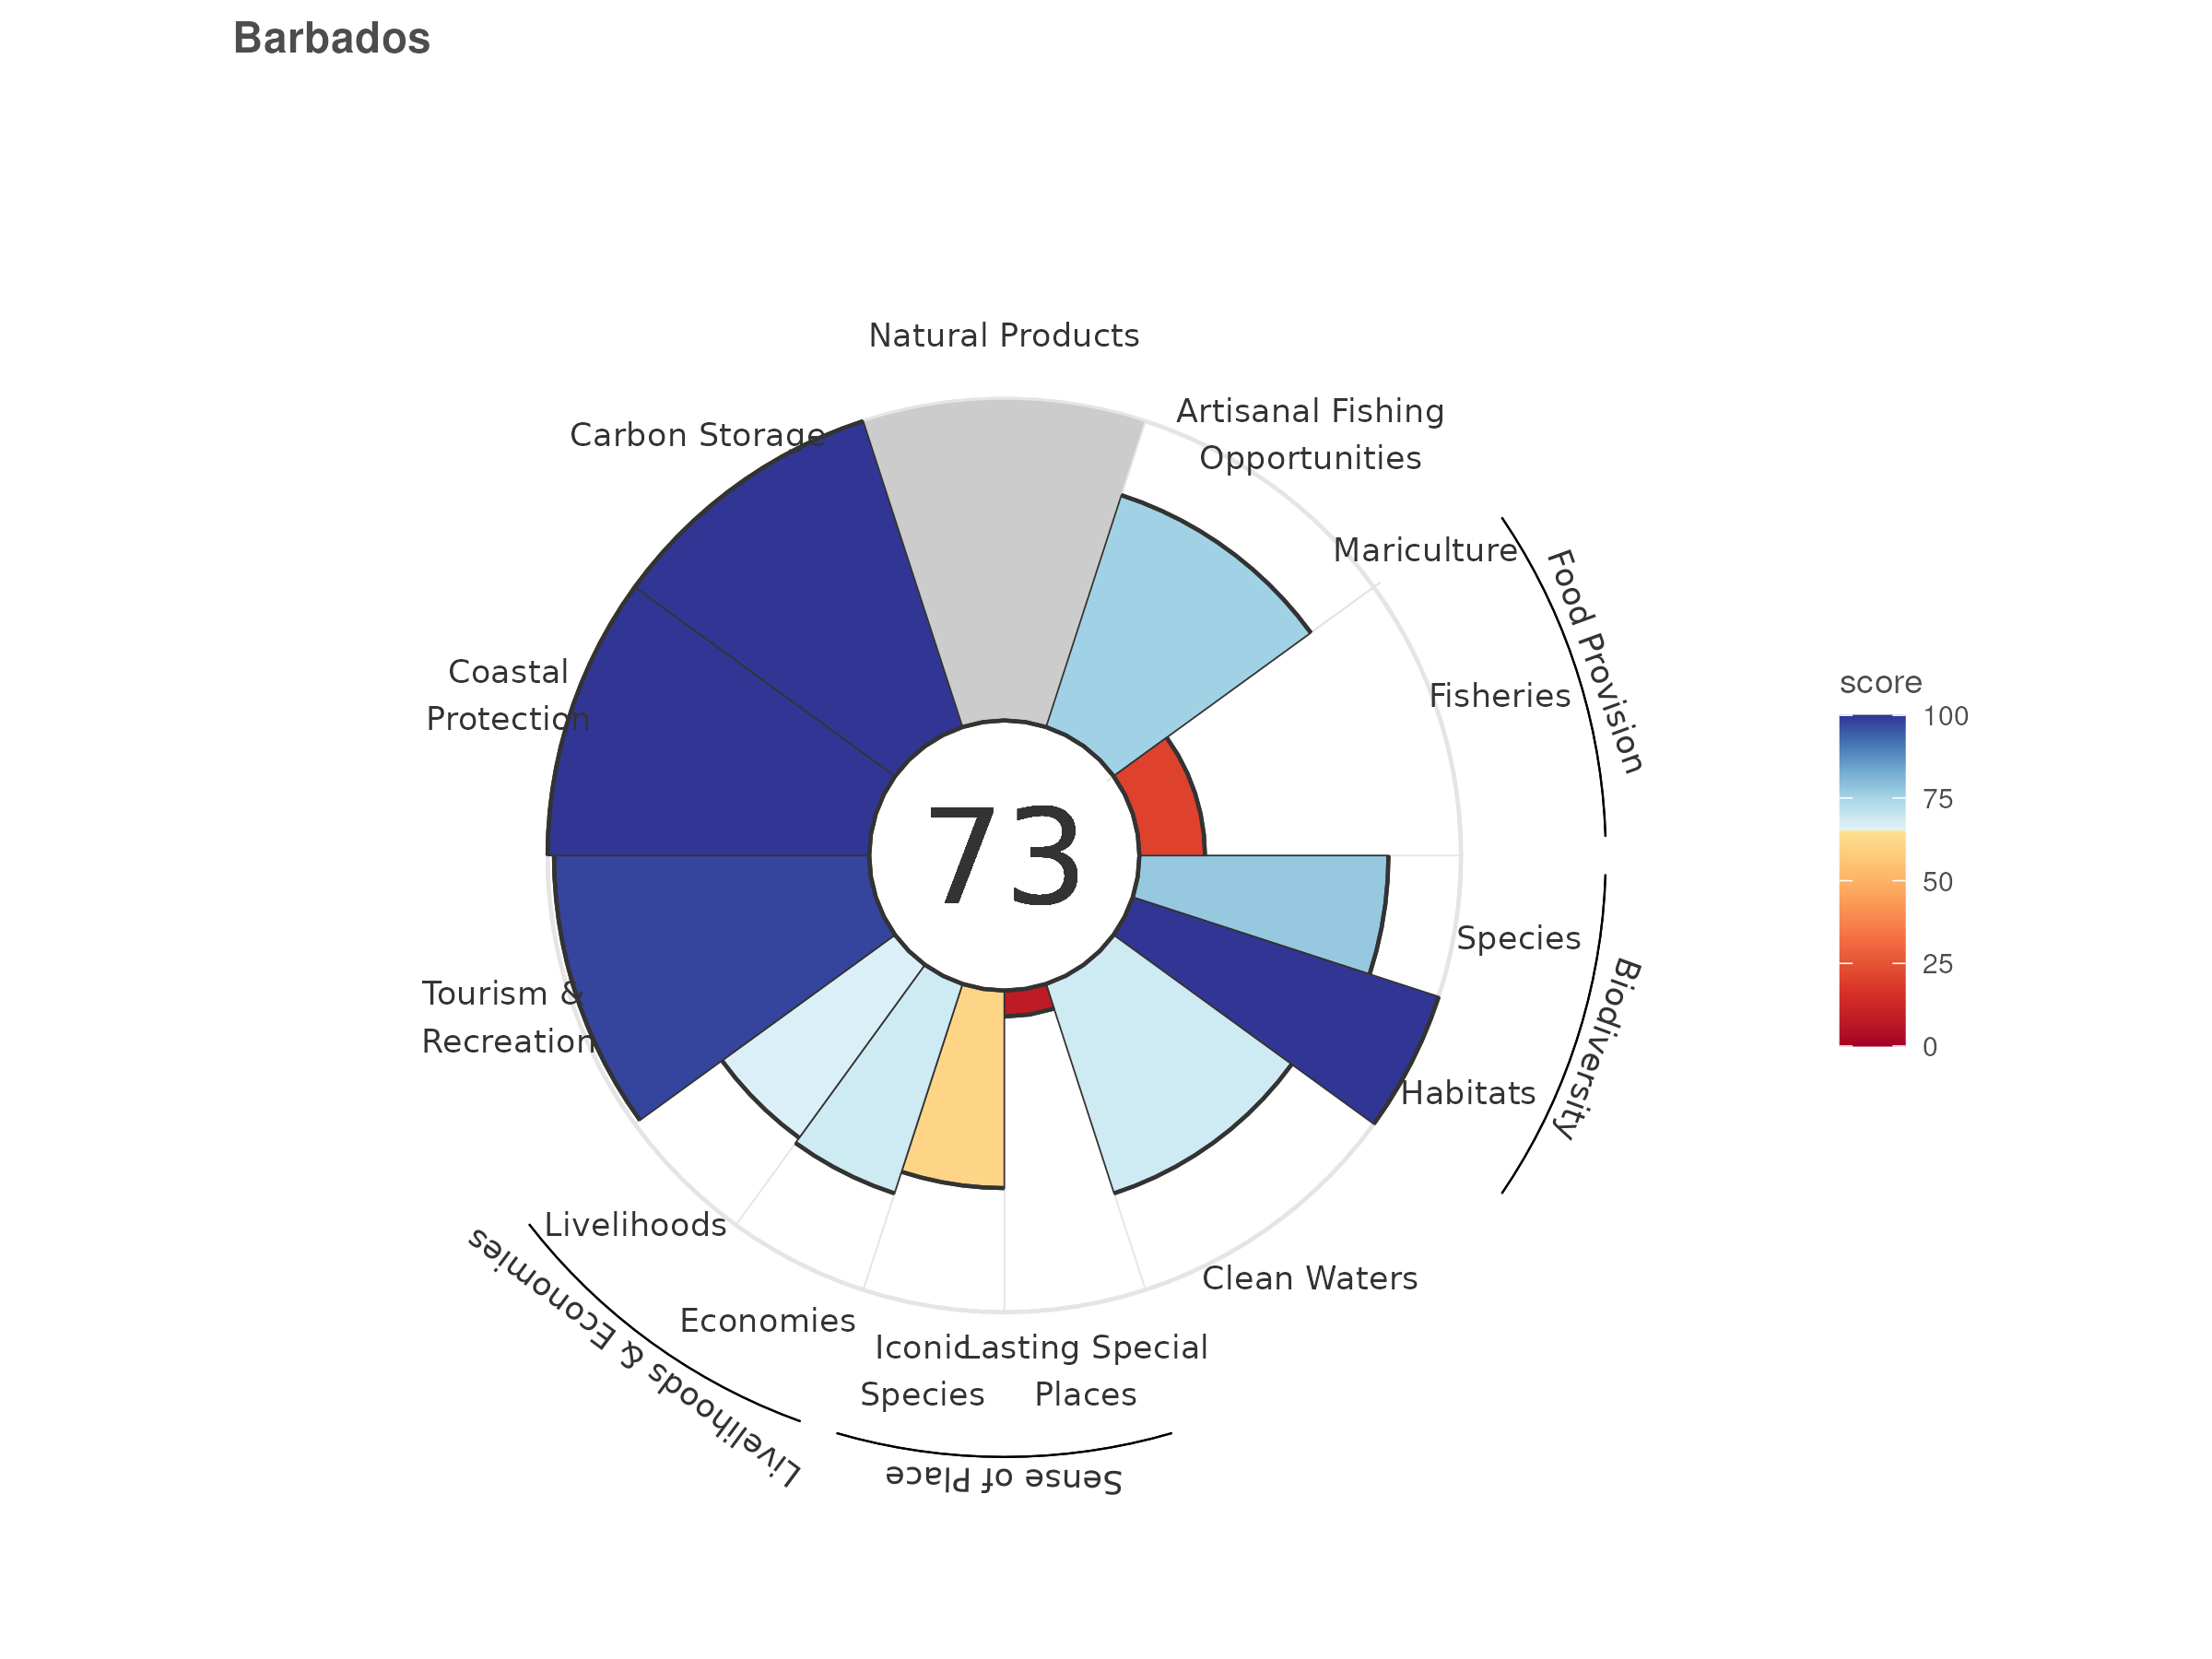 Barbados
Natural Products
Artisanal Fishing
Opportunities
Carbon Storage
Mariculture
Food Provision
Fisheries
Coastal
Protection
score
100
75
50
25
0
73
Species
Biodiversity
Tourism &
Recreation
Habitats
Livelihoods
Clean Waters
Economies
Livelihoods & Economies
Iconic
Species
Lasting Special
Places
Sense of Place